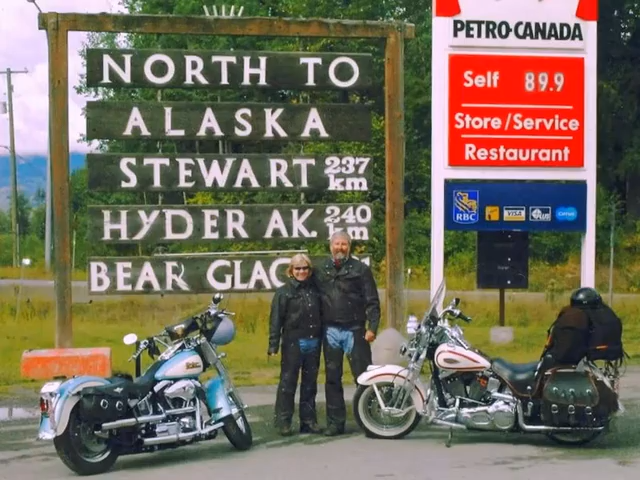 NORTH TO
ALASKA
STEWART 237 km
HYDER AK. 240 km
BEAR GLAC
PETRO-CANADA
Self 89.9
Store/Service
Restaurant
RBC
VISA